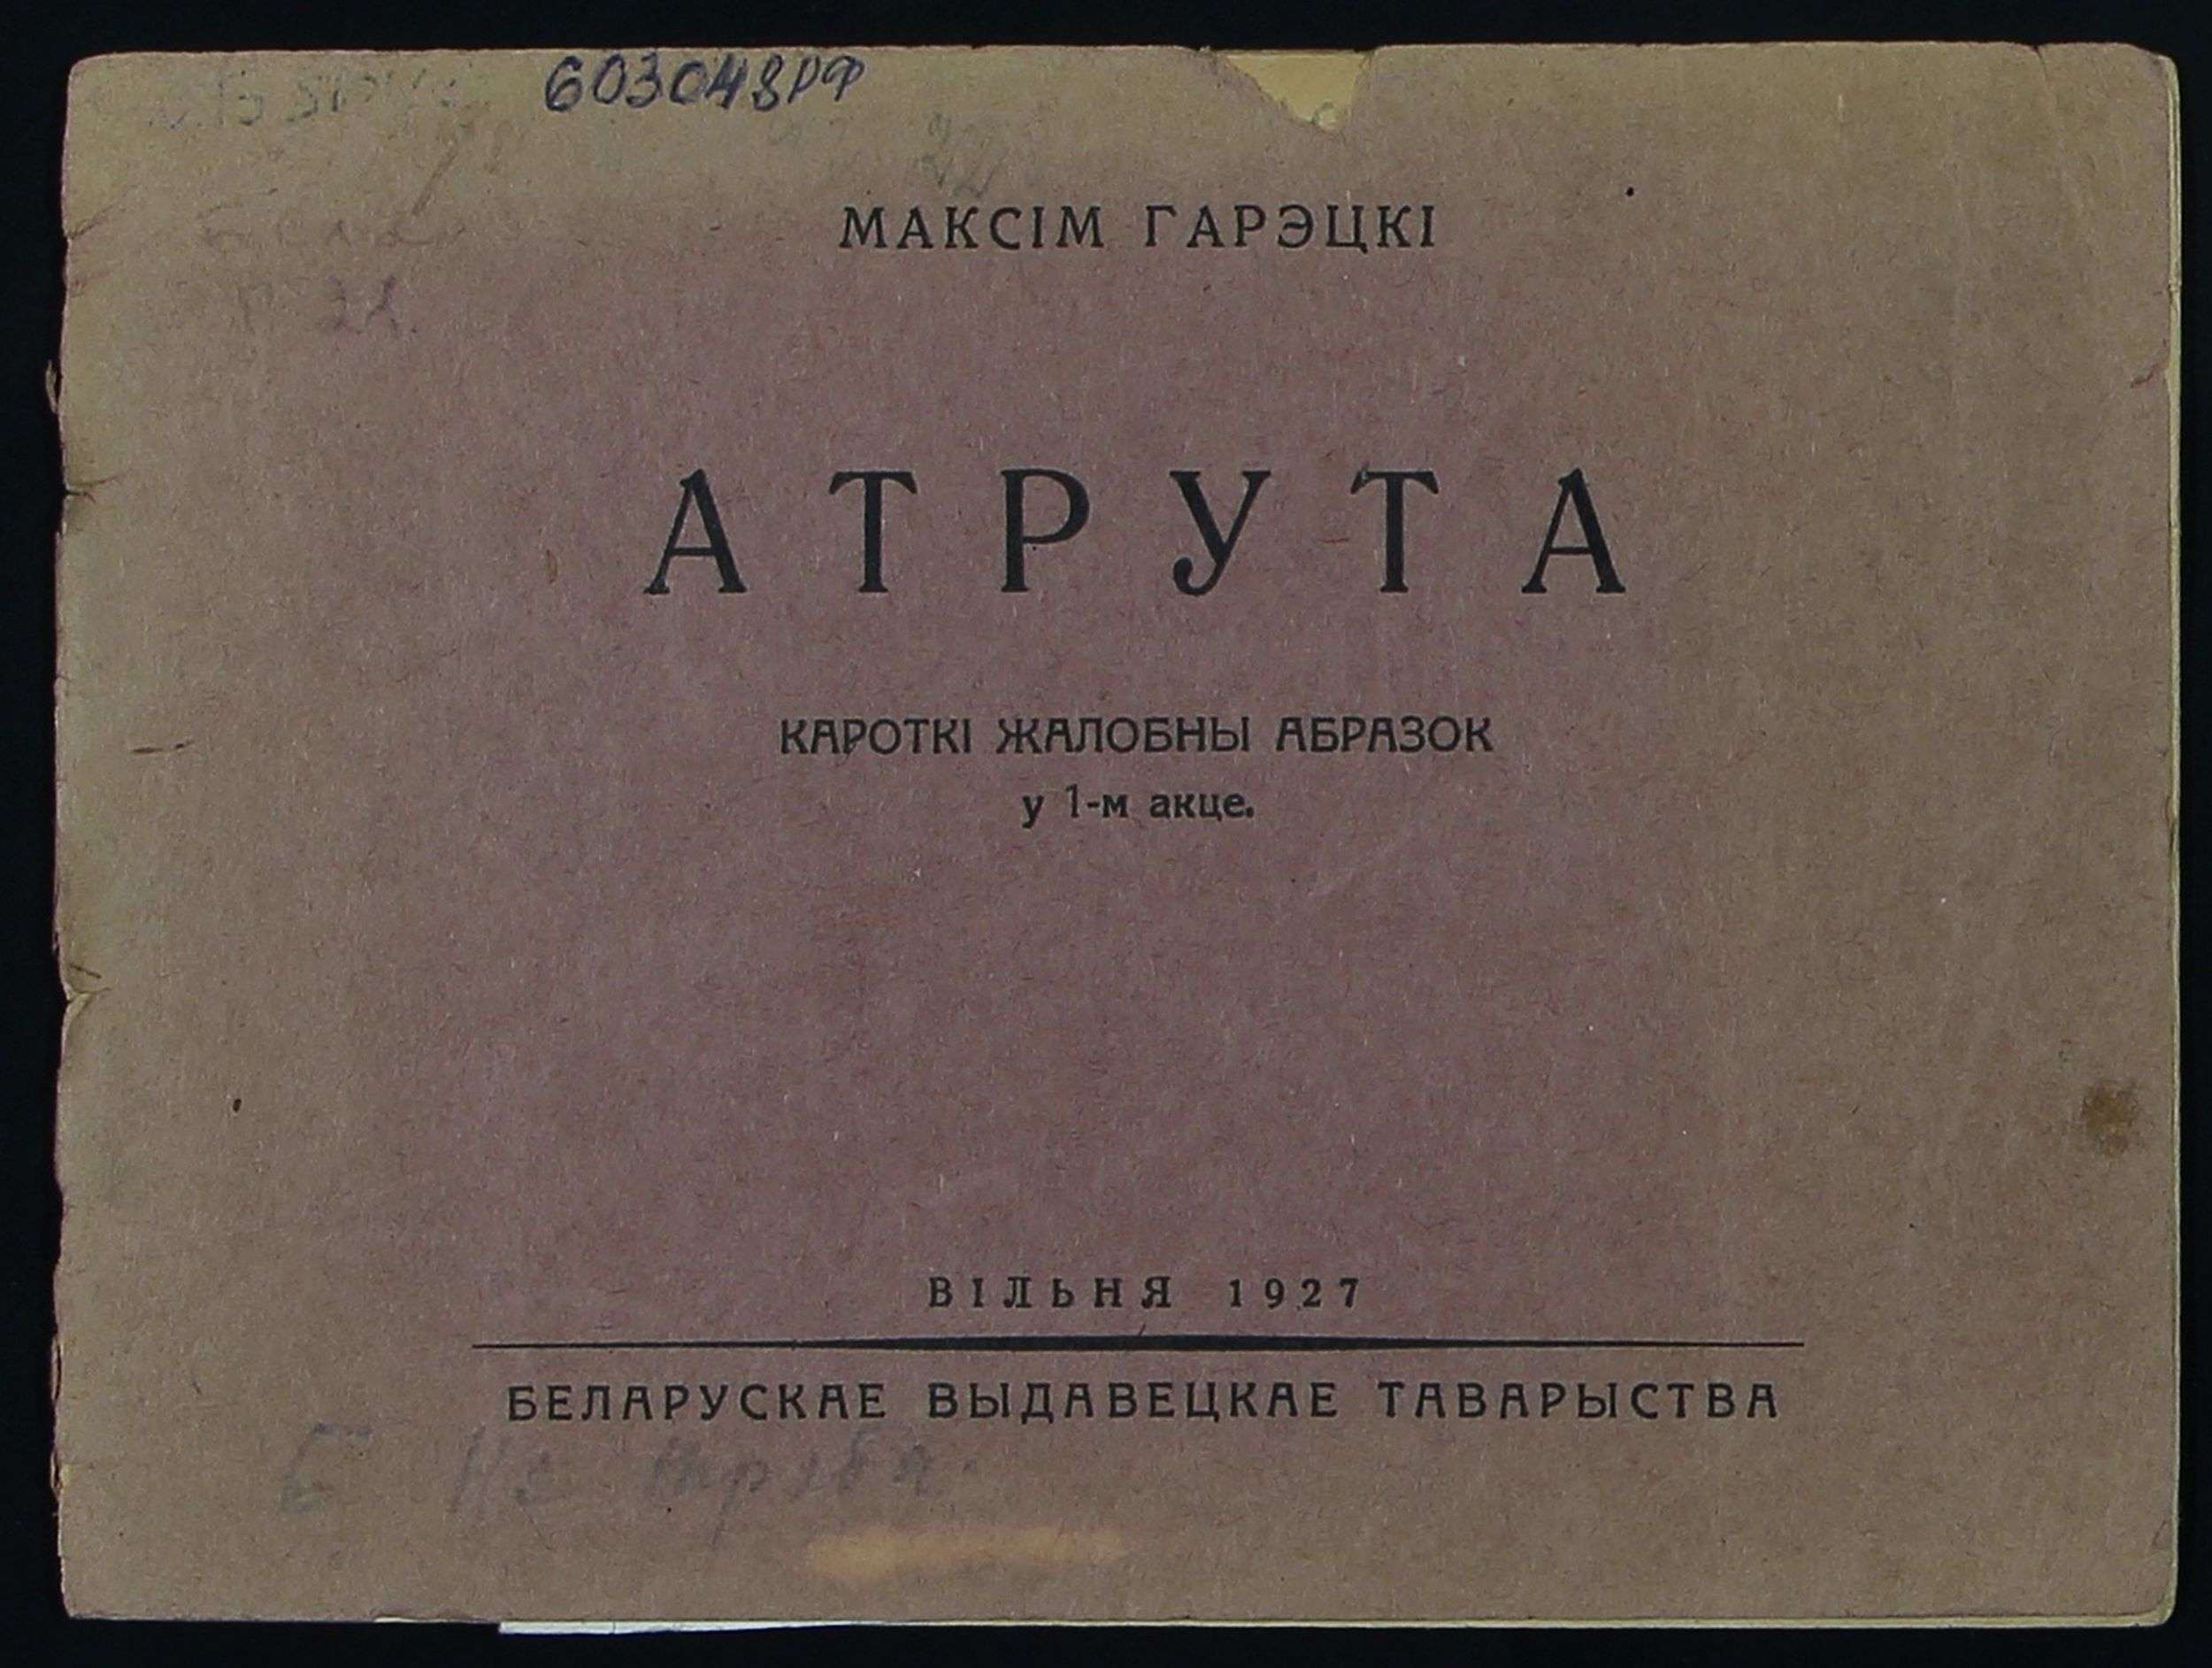 603048рф
МАКСІМ ГАРЭЦКІ
АТРУТА
КАРОТКІ ЖАЛОБНЫ АБРАЗОК
у 1-м акце.
ВІЛЬНЯ 1927
БЕЛАРУСКАЕ ВЫДАВЕЦКАЕ ТАВАРЫСТВА